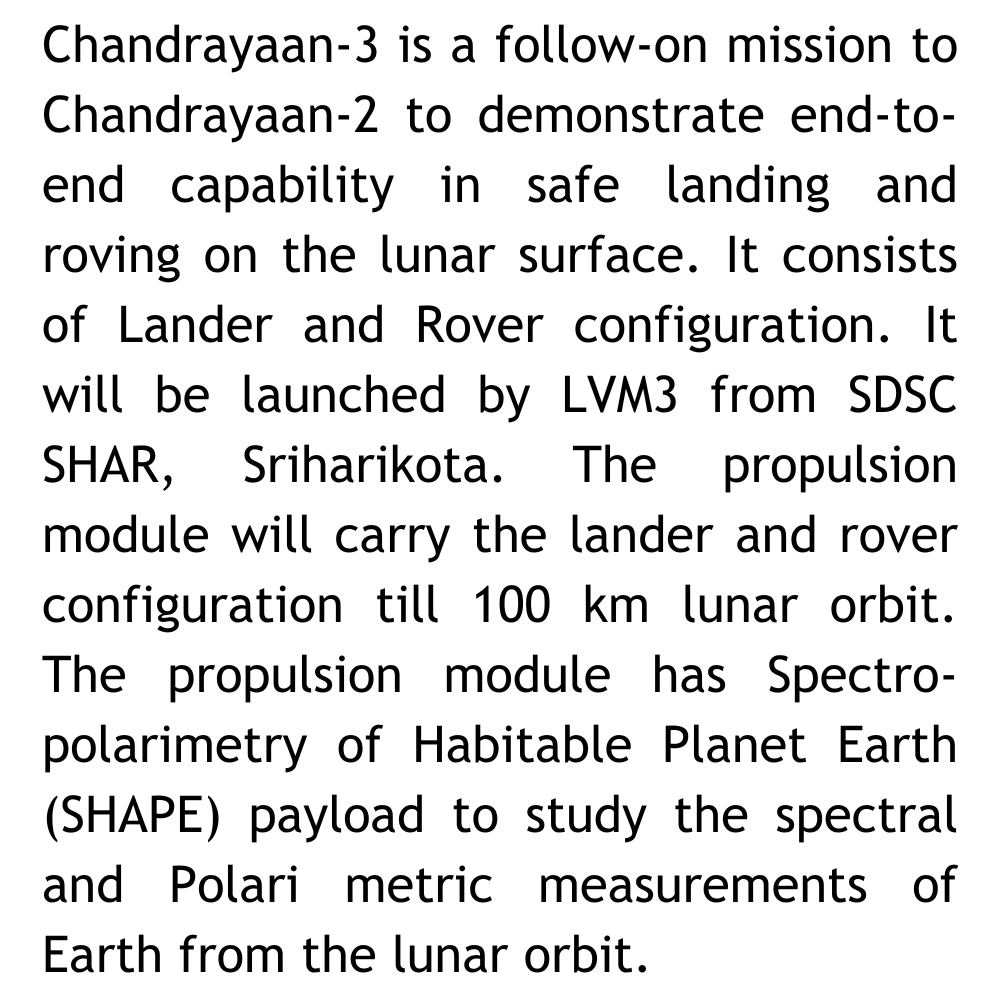 Chandrayaan-3 is a follow-on mission to
Chandrayaan-2 to demonstrate end-to-
end capability in safe landing and
roving on the lunar surface. It consists
of Lander and Rover configuration. It
will be launched by LVM3 from SDSC
SHAR, Sriharikota. The propulsion
module will carry the lander and rover
configuration till 100 km lunar orbit.
The propulsion module has Spectro-
polarimetry of Habitable Planet Earth
(SHAPE) payload to study the spectral
and Polari metric measurements of
Earth from the lunar orbit.